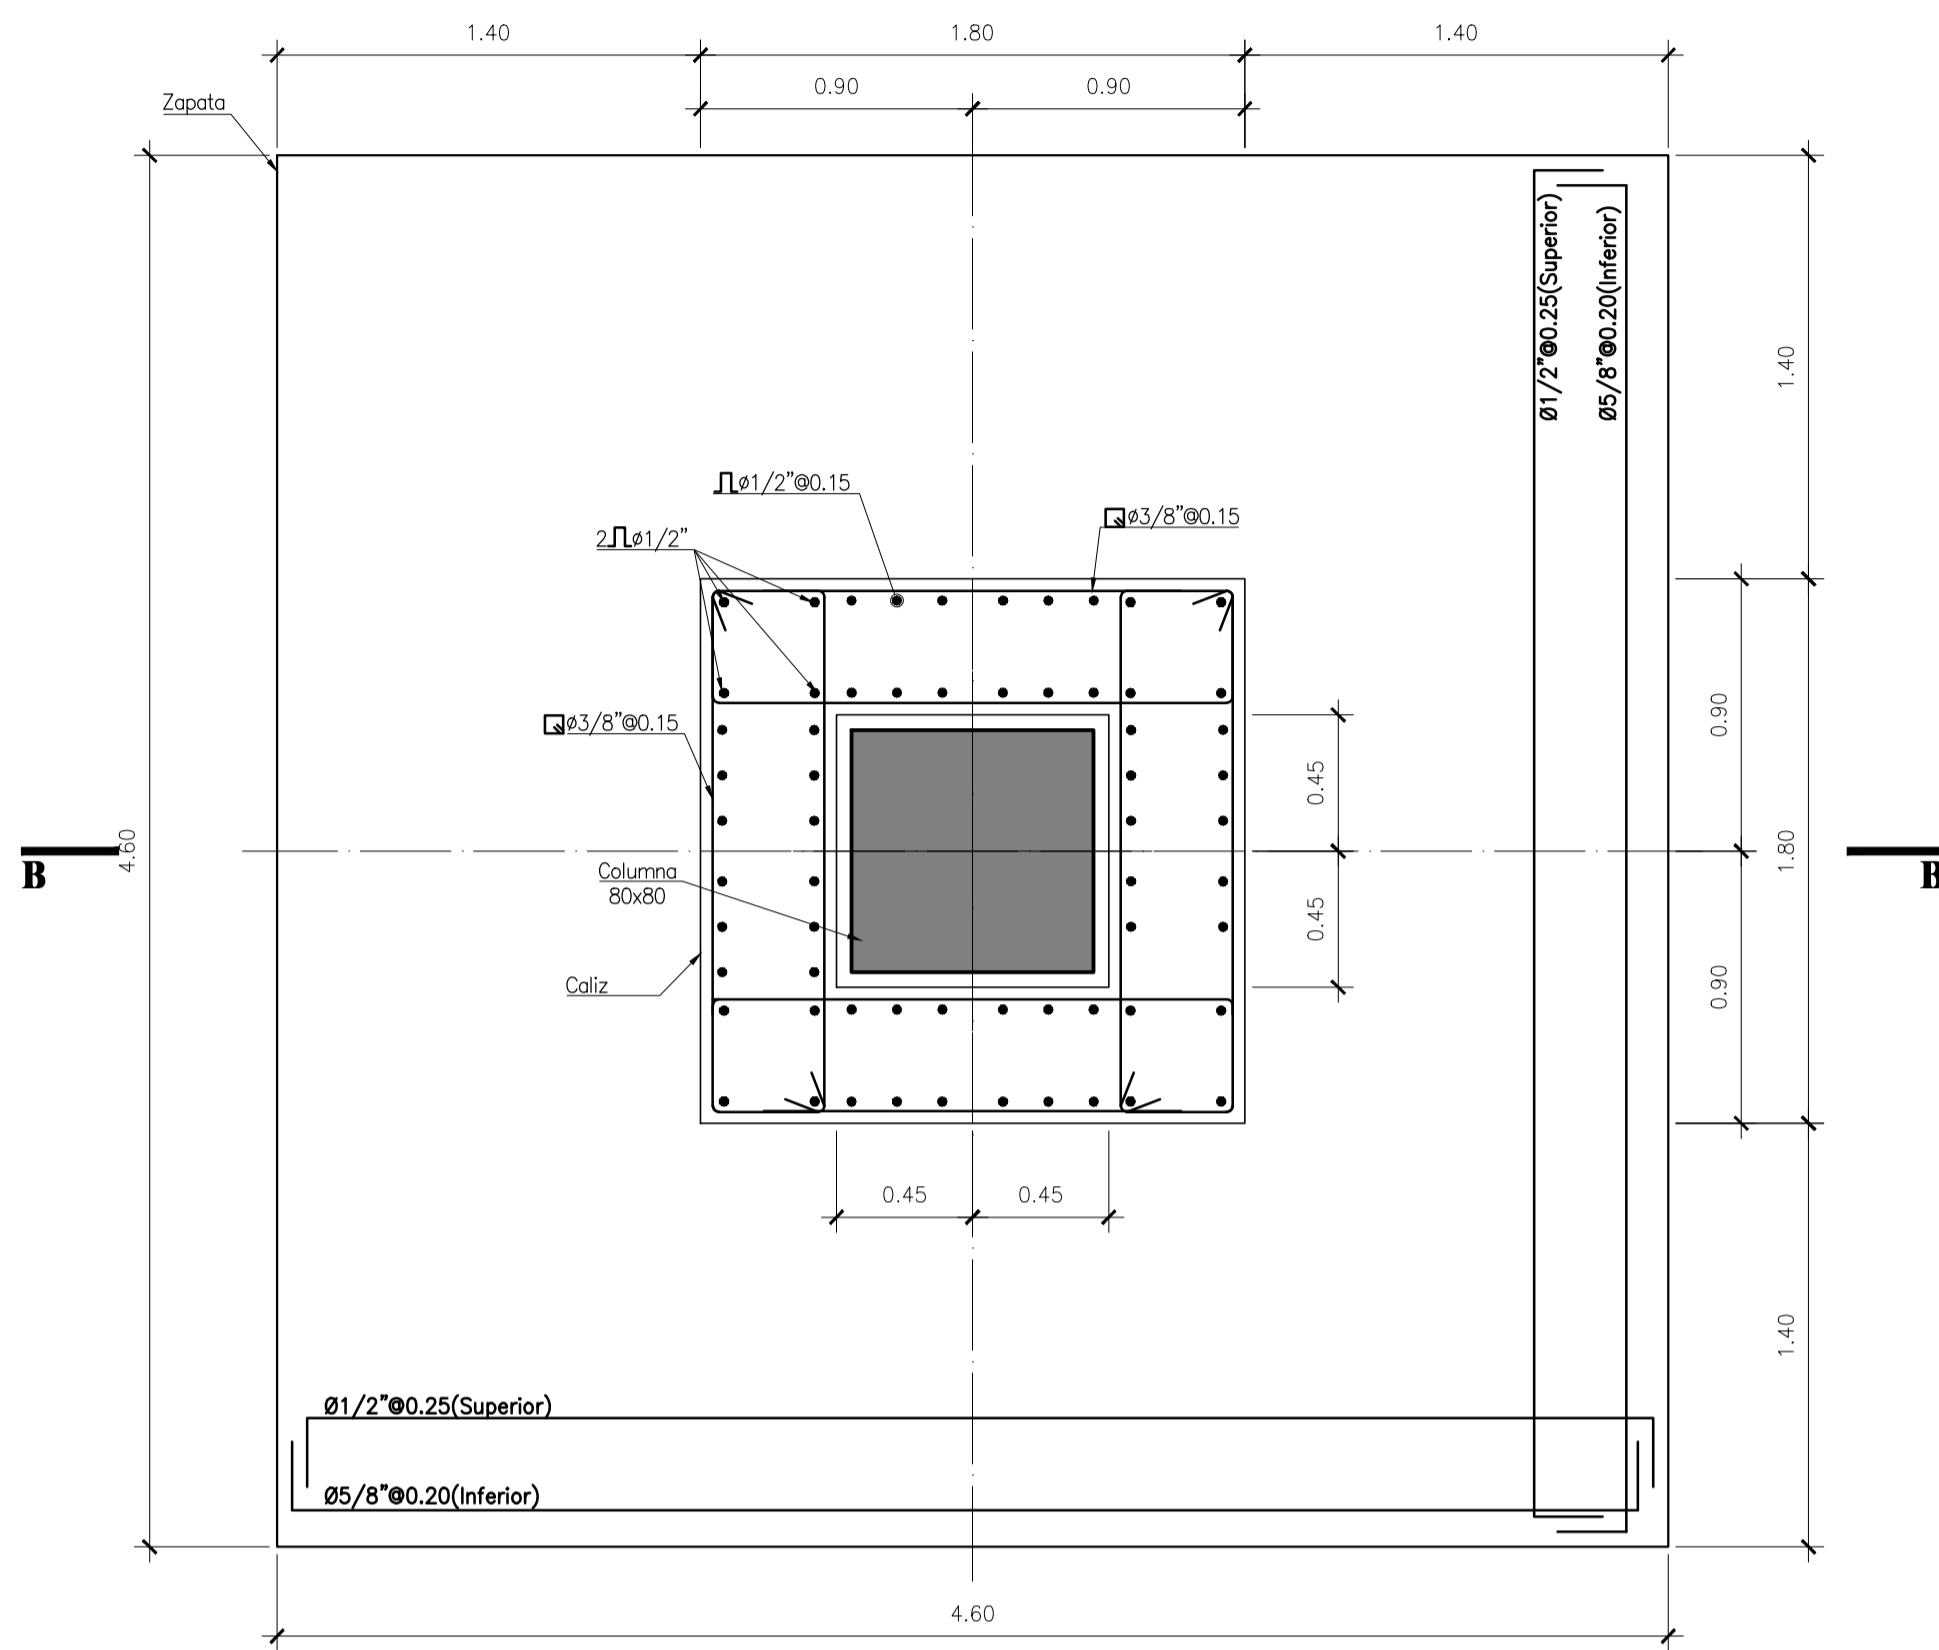 1.40
1.80
1.40
0.90
0.90
Zapata
Ø1/2"@0.25(Superior)
Ø5/8"@0.20(Inferior)
1.40
ø1/2"@0.15
2 ø1/2"
ø3/8"@0.15
ø3/8"@0.15
0.90
0.45
4.60
1.80
B
B
Columna
80x80
0.45
0.90
Caliz
0.45
0.45
1.40
Ø1/2"@0.25(Superior)
Ø5/8"@0.20(Inferior)
4.60